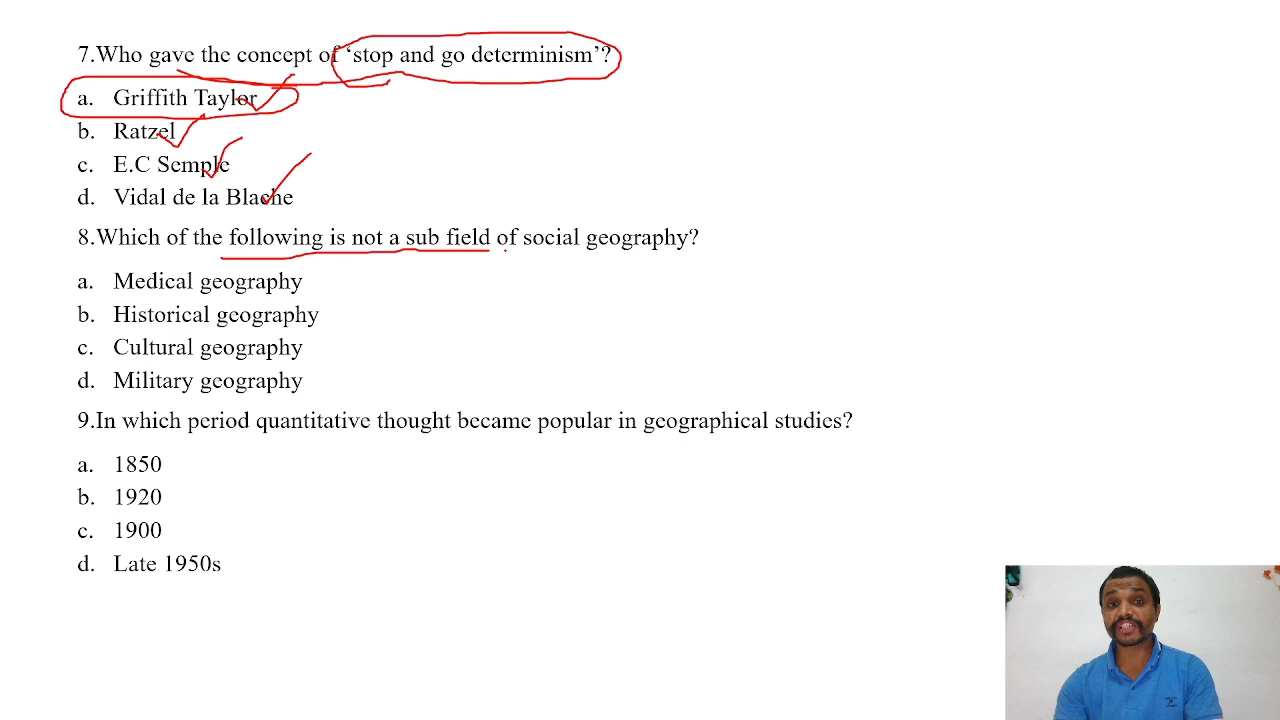 7.Who gave the concept of ‘stop and go determinism’?
a. Griffith Taylor
b. Ratzel
c. E.C Semple
d. Vidal de la Blache
8.Which of the following is not a sub field of social geography?
a. Medical geography
b. Historical geography
c. Cultural geography
d. Military geography
9.In which period quantitative thought became popular in geographical studies?
a. 1850
b. 1920
c. 1900
d. Late 1950s